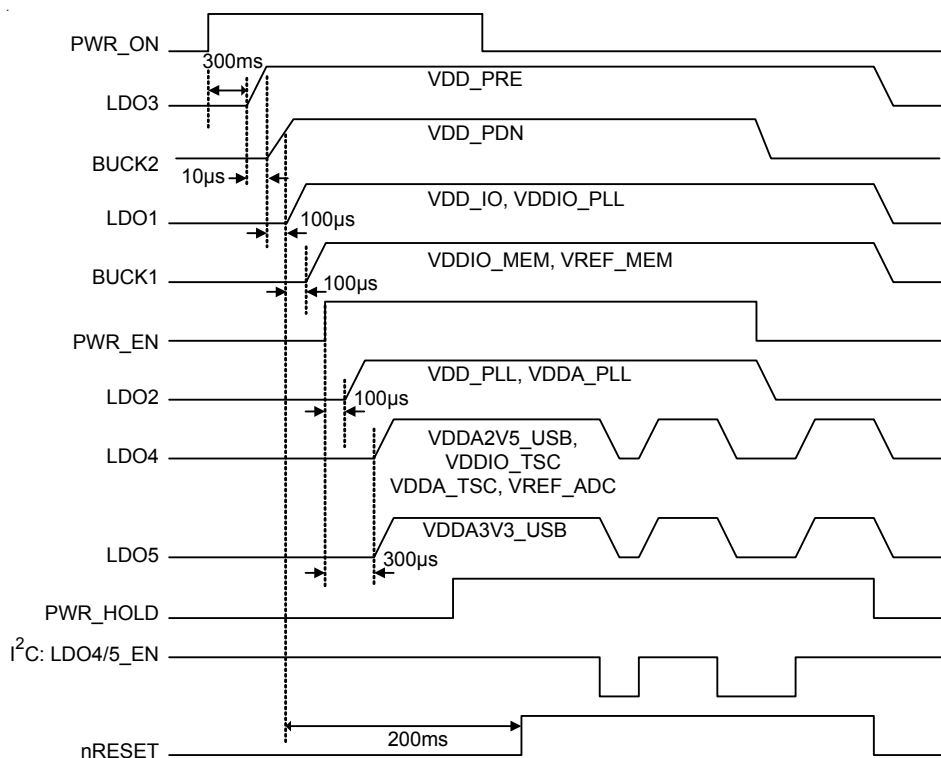 PWR_ON
300ms
LDO3
VDD_PRE
BUCK2
VDD_PDN
10µs
LDO1
VDD_IO, VDDIO_PLL
100µs
BUCK1
VDDIO_MEM, VREF_MEM
100µs
PWR_EN
LDO2
VDD_PLL, VDDA_PLL
100µs
LDO4
VDDA2V5_USB,
VDDIO_TSC
VDDA_TSC, VREF_ADC
LDO5
VDDA3V3_USB
300µs
PWR_HOLD
I²C: LDO4/5_EN
200ms
nRESET